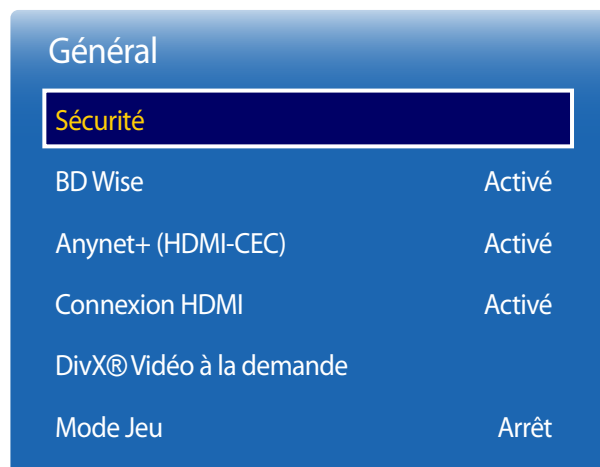 Général
Sécurité
BD Wise Activé
Anynet+ (HDMI-CEC) Activé
Connexion HDMI Activé
DivX® Vidéo à la demande
Mode Jeu Arrêt